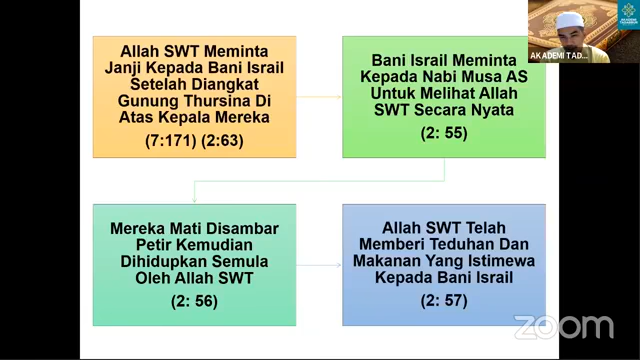 Allah SWT Meminta
Janji Kepada Bani Israil
Setelah Diangkat
Gunung Thursina Di
Atas Kepala Mereka
(7:171) (2:63)
Bani Israil Meminta
Kepada Nabi Musa AS
Untuk Melihat Allah
SWT Secara Nyata
(2: 55)
Mereka Mati Disambar
Petir Kemudian
Dihidupkan Semula
Oleh Allah SWT
(2: 56)
Allah SWT Telah
Memberi Teduhan Dan
Makanan Yang Istimewa
Kepada Bani Israil
(2: 57)
AKADEMI TAD...
zoom